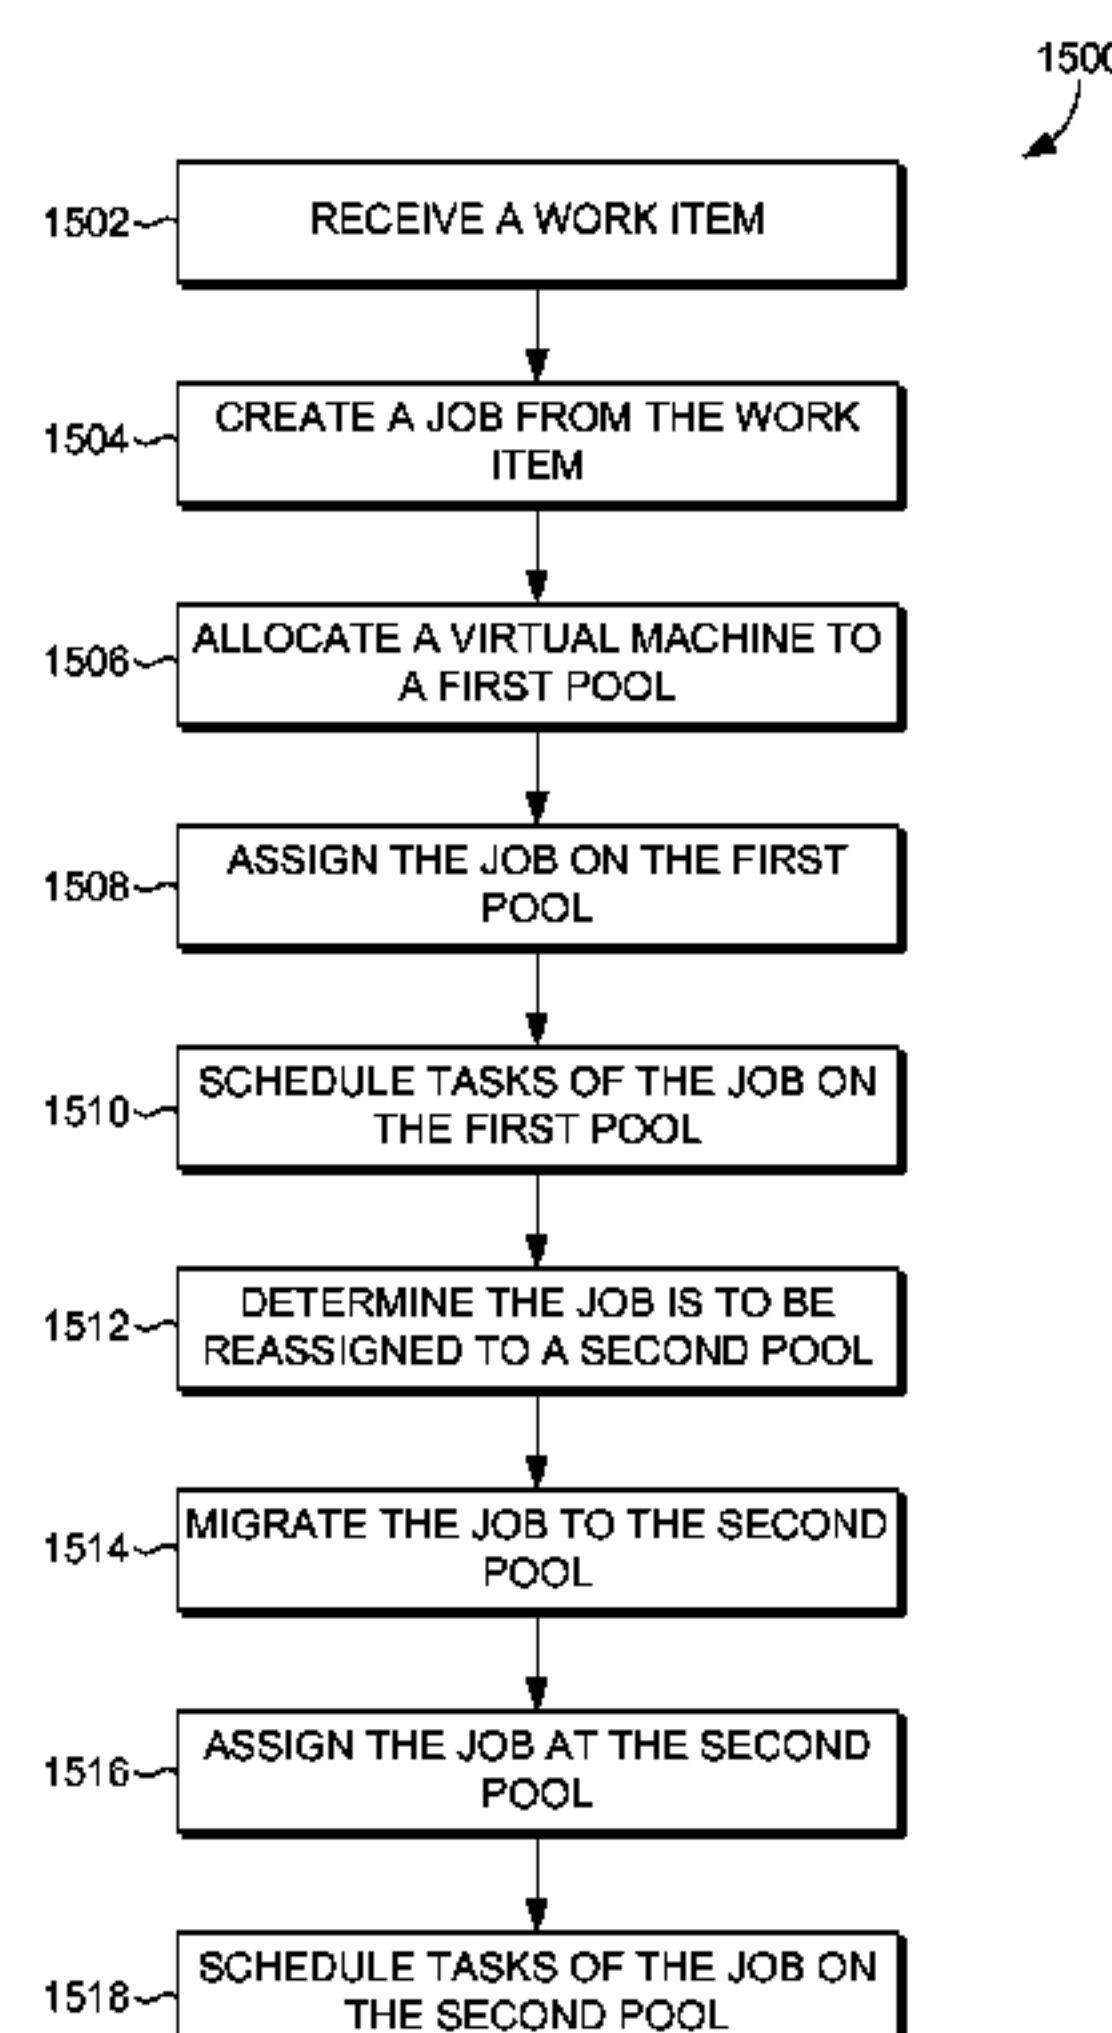 1500
1502
RECEIVE A WORK ITEM
1504
CREATE A JOB FROM THE WORK
ITEM
1506
ALLOCATE A VIRTUAL MACHINE TO
A FIRST POOL
1508
ASSIGN THE JOB ON THE FIRST
POOL
1510
SCHEDULE TASKS OF THE JOB ON
THE FIRST POOL
1512
DETERMINE THE JOB IS TO BE
REASSIGNED TO A SECOND POOL
1514
MIGRATE THE JOB TO THE SECOND
POOL
1516
ASSIGN THE JOB AT THE SECOND
POOL
1518
SCHEDULE TASKS OF THE JOB ON
THE SECOND POOL